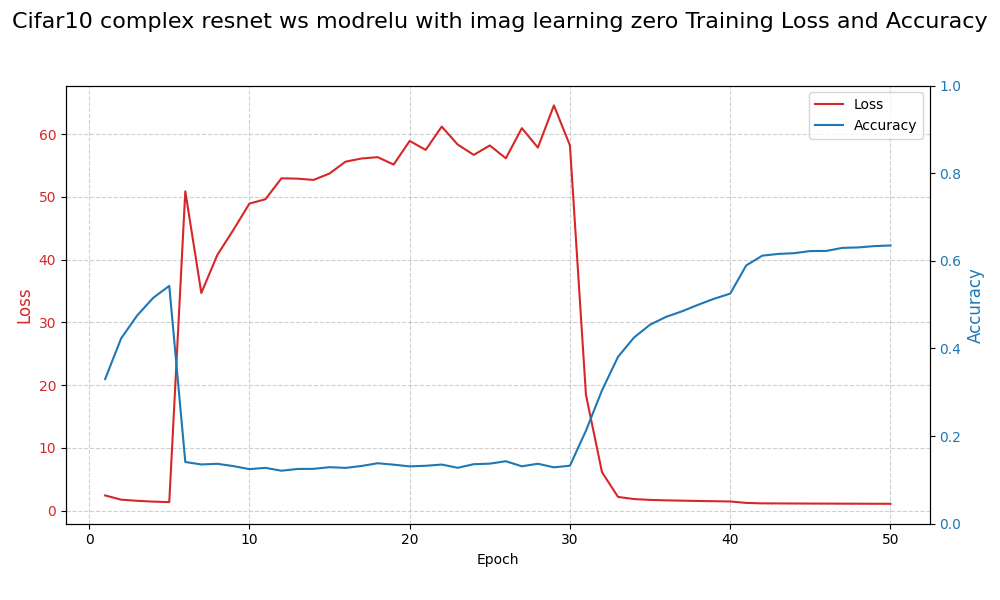 Cifar10 complex resnet ws modrelu with imag learning zero Training Loss and Accuracy
Loss
Accuracy
60
50
40
30
20
10
0
Loss
1.0
0.8
0.6
0.4
0.2
0.0
Accuracy
0 10 20 30 40 50
Epoch